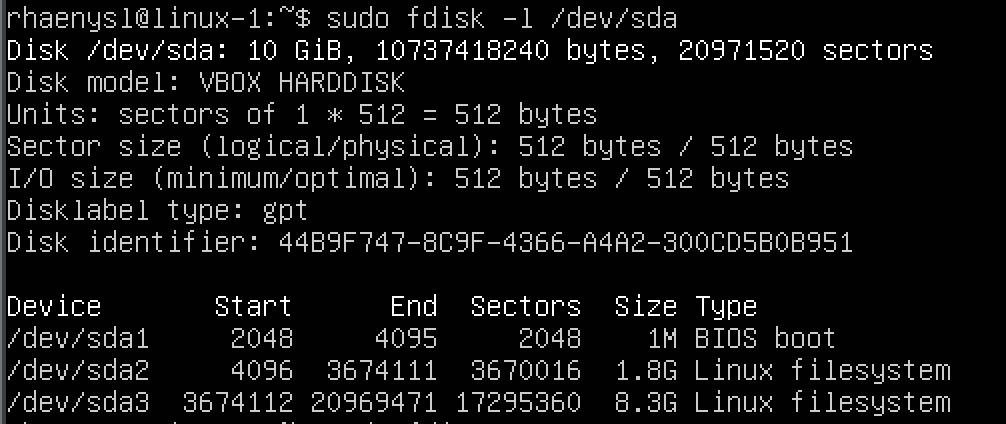 rhaenysl@linux-1:~$ sudo fdisk -l /dev/sda
Disk /dev/sda: 10 GiB, 10737418240 bytes, 20971520 sectors
Disk model: VBOX HARDDISK
Units: sectors of 1 * 512 = 512 bytes
Sector size (logical/physical): 512 bytes / 512 bytes
I/O size (minimum/optimal): 512 bytes / 512 bytes
Disklabel type: gpt
Disk identifier: 44B9F747-8C9F-4366-A4A2-300CD5B0B951
Device Start End Sectors Size Type
/dev/sda1 2048 4095 2048 1M BIOS boot
/dev/sda2 4096 3674111 3670016 1.8G Linux filesystem
/dev/sda3 3674112 20969471 17295360 8.3G Linux filesystem